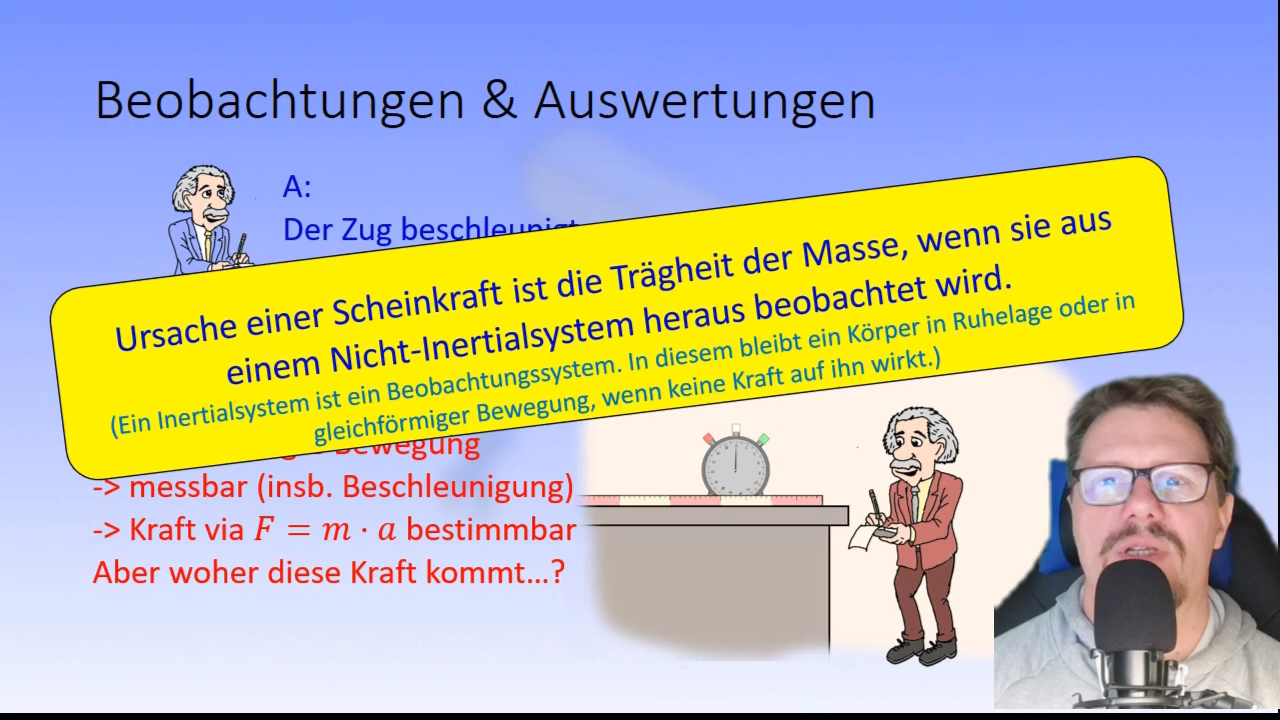 Beobachtungen & Auswertungen
A:
Der Zug beschleunigt
Ursache einer Scheinkraft ist die Trägheit der Masse, wenn sie aus
einem Nicht-Inertialsystem heraus beobachtet wird.
(Ein Inertialsystem ist ein Beobachtungssystem. In diesem bleibt ein Körper in Ruhelage oder in
gleichförmiger Bewegung, wenn keine Kraft auf ihn wirkt.)
Bewegung
-> messbar (insb. Beschleunigung)
-> Kraft via F = m · a bestimmbar
Aber woher diese Kraft kommt...?